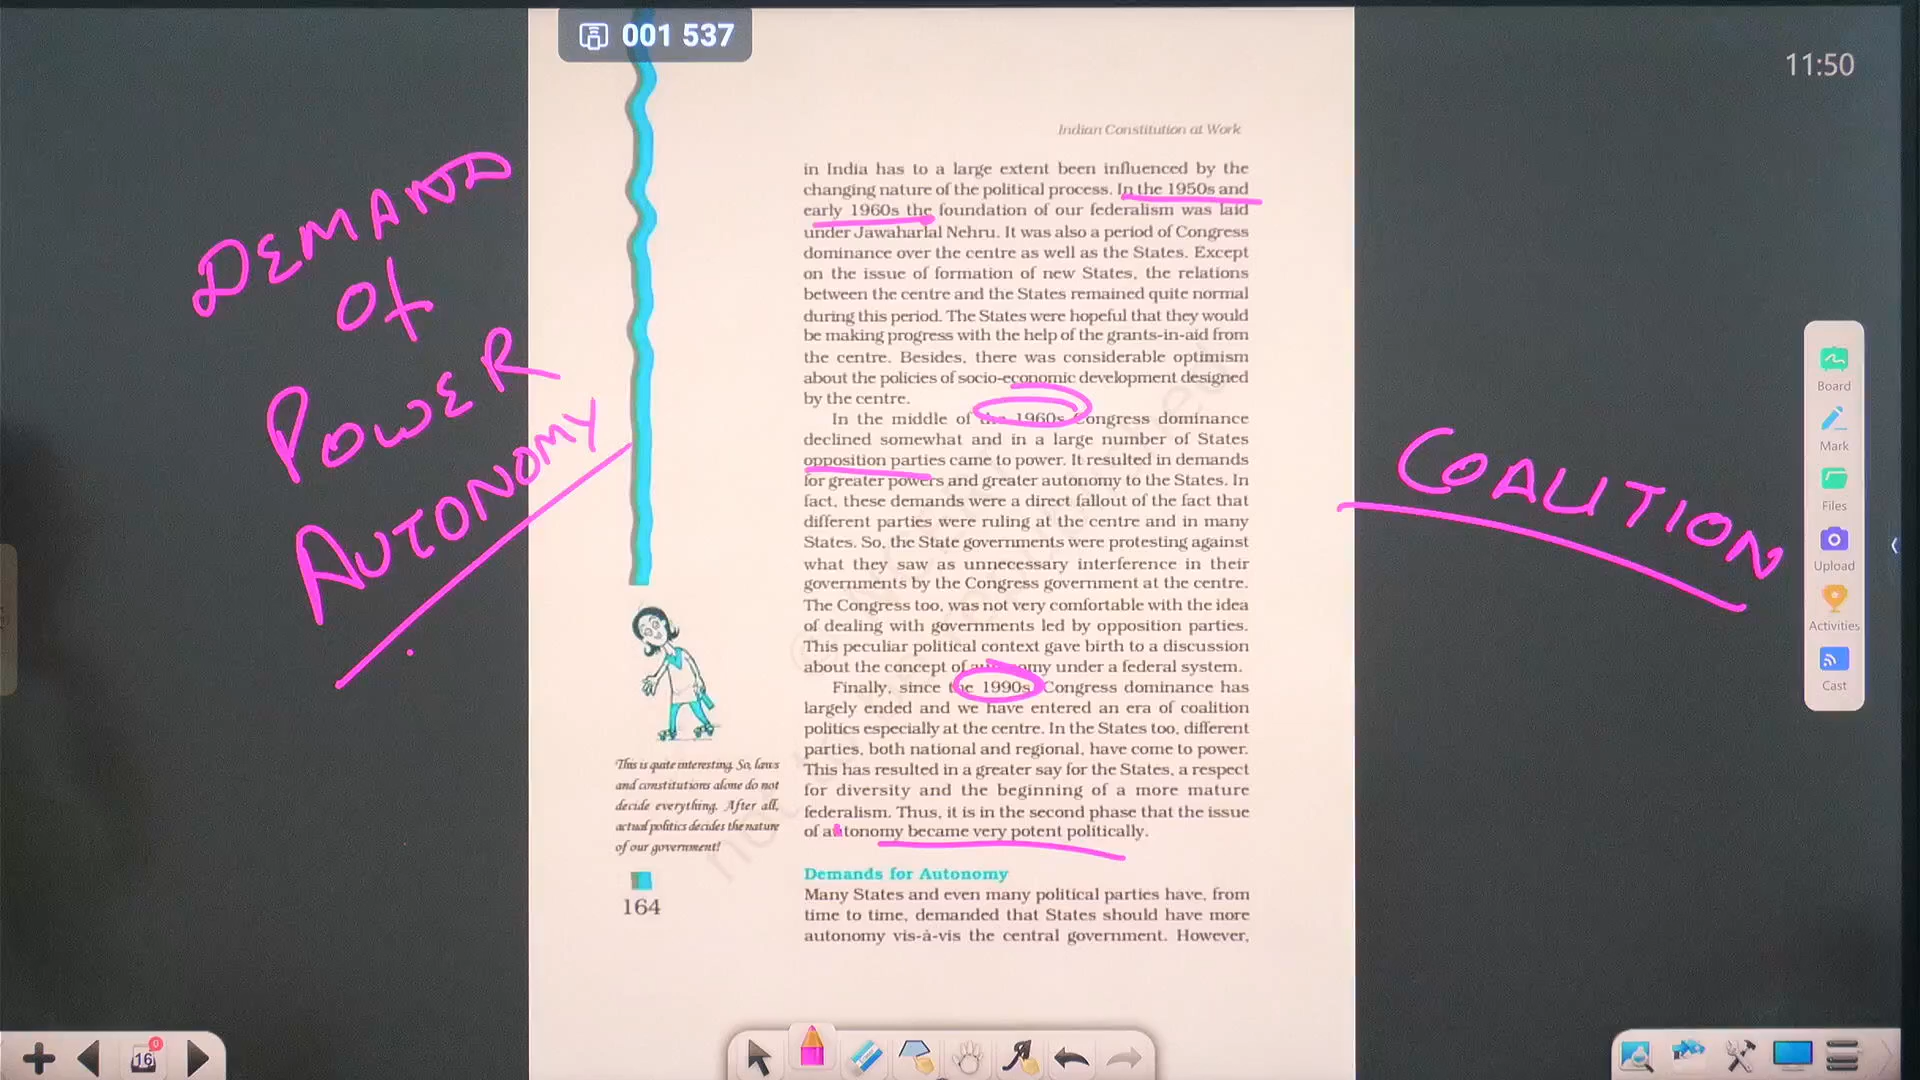 001 537
11:50
Indian Constitution at Work
in India has to a large extent been influenced by the
changing nature of the political process. In the 1950s and
early 1960s the foundation of our federalism was laid
under Jawaharlal Nehru. It was also a period of Congress
dominance over the centre as well as the States. Except
on the issue of formation of new States, the relations
between the centre and the States remained quite normal
during this period. The States were hopeful that they would
be making progress with the help of the grants-in-aid from
the centre. Besides, there was considerable optimism
about the policies of socio-economic development designed
by the centre.
In the middle of the 1960s Congress dominance
declined somewhat and in a large number of States
opposition parties came to power. It resulted in demands
for greater powers and greater autonomy to the States. In
fact, these demands were a direct fallout of the fact that
different parties were ruling at the centre and in many
States. So, the State governments were protesting against
what they saw as unnecessary interference in their
governments by the Congress government at the centre.
The Congress too, was not very comfortable with the idea
of dealing with governments led by opposition parties.
This peculiar political context gave birth to a discussion
about the concept of autonomy under a federal system.
Finally, since the 1990s Congress dominance has
largely ended and we have entered an era of coalition
politics especially at the centre. In the States too, different
parties, both national and regional, have come to power.
This has resulted in a greater say for the States, a respect
for diversity and the beginning of a more mature
federalism. Thus, it is in the second phase that the issue
of autonomy became very potent politically.
Demands for Autonomy
Many States and even many political parties have, from
time to time, demanded that States should have more
autonomy vis-à-vis the central government. However,
This is quite interesting. So, laws
and constitutions alone do not
decide everything. After all,
actual politics decides the nature
of our government!
164
DEMAND
Of
POWER
AUTONOMY
COALITION
Board
Mark
Files
Upload
Activities
Cast
16
0